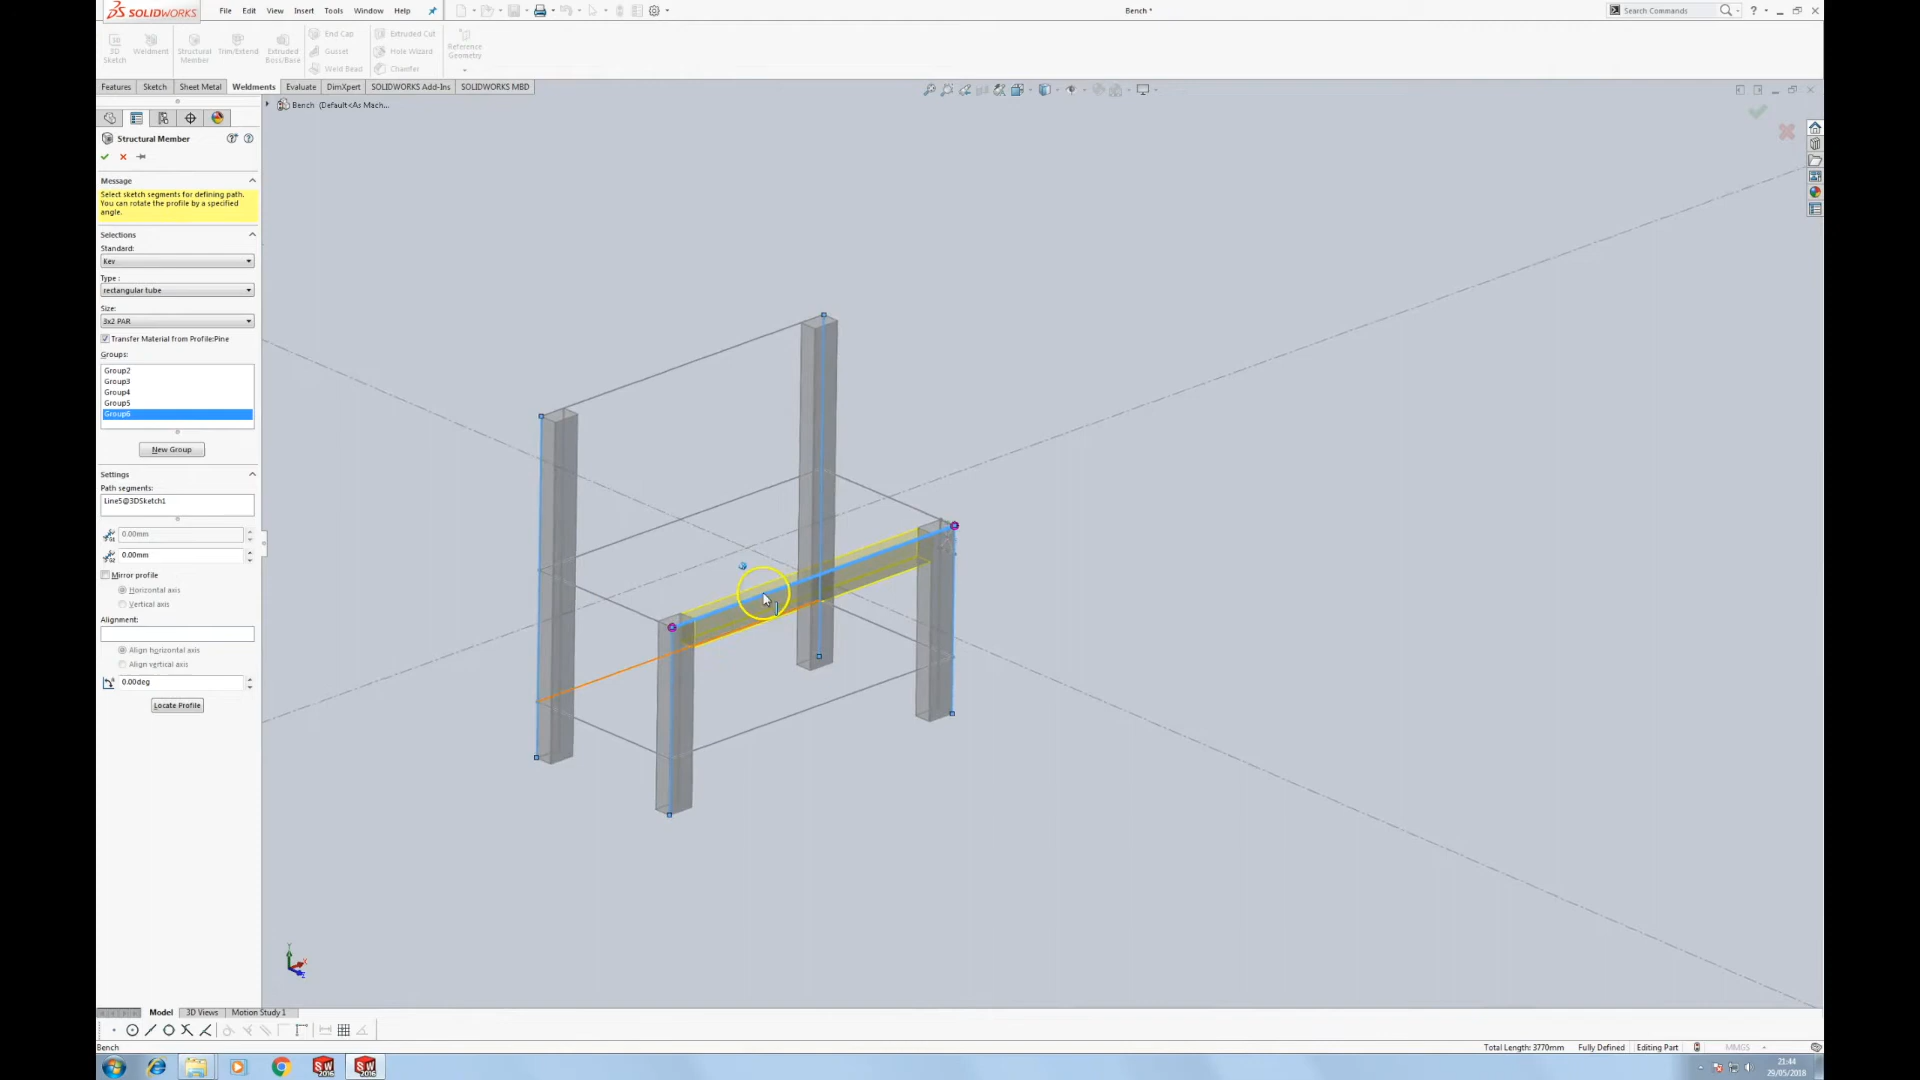 SOLIDWORKS File Edit View Insert Tools Window Help
Bench *
Search Commands
3D Sketch
Weldment
Structural Member
Trim/Extend
Extruded Boss/Base
End Cap
Gusset
Weld Bead
Extruded Cut
Hole Wizard
Chamfer
Reference Geometry
Features Sketch Sheet Metal Weldments Evaluate DimXpert SOLIDWORKS Add-Ins SOLIDWORKS MBD
Bench (Default<As Mach...
Structural Member
Message
Select sketch segments for defining path.
You can rotate the profile by a specified
angle.
Selections
Standard:
Kev
Type :
rectangular tube
Size:
3x2 PAR
Transfer Material from Profile:Pine
Groups:
Group2
Group3
Group4
Group5
Group6
New Group
Settings
Path segments:
Line5@3DSketch1
0.00mm
0.00mm
Mirror profile
Horizontal axis
Vertical axis
Alignment:
Align horizontal axis
Align vertical axis
0.00deg
Locate Profile
Model 3D Views Motion Study 1
Bench
Total Length: 3770mm Fully Defined Editing Part MMGS
21:44
29/05/2018